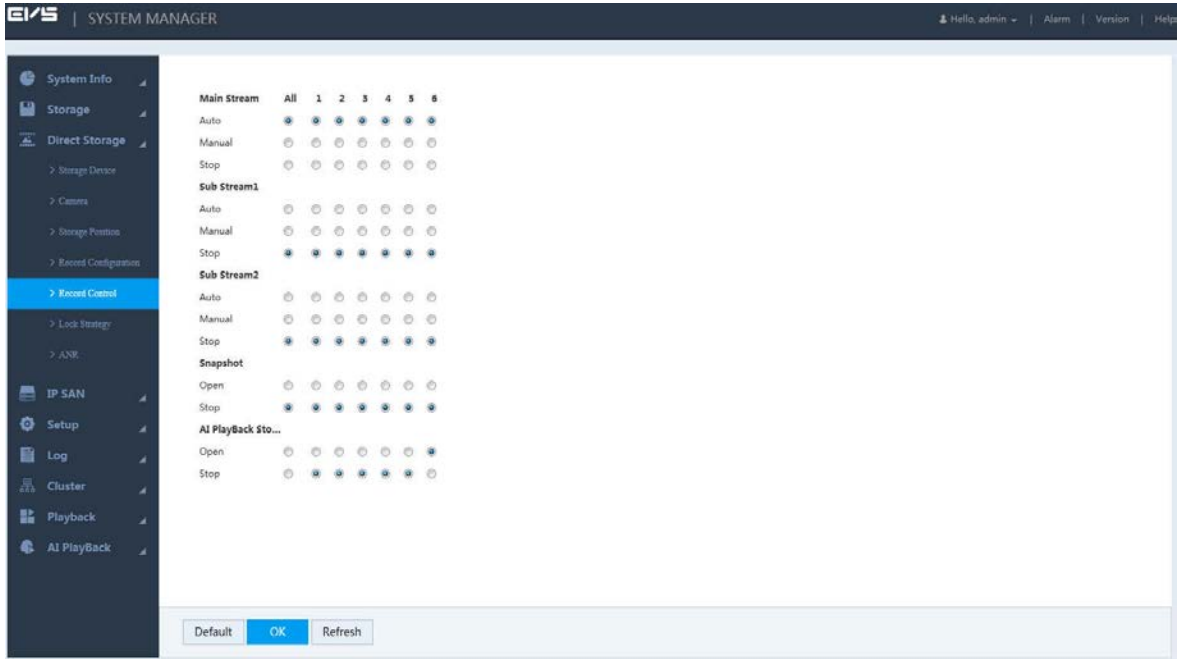 EVS | SYSTEM MANAGER
Hello, admin | Alarm | Version | Help
System Info
Storage
Direct Storage
> Storage Device
> Camera
> Storage Position
> Record Configuration
> Record Control
> Lock Strategy
> ANR
IP SAN
Setup
Log
Cluster
Playback
AI PlayBack
Main Stream All 1 2 3 4 5 6
Auto
Manual
Stop
Sub Stream1
Auto
Manual
Stop
Sub Stream2
Auto
Manual
Stop
Snapshot
Open
Stop
AI PlayBack Sto...
Open
Stop
Default OK Refresh